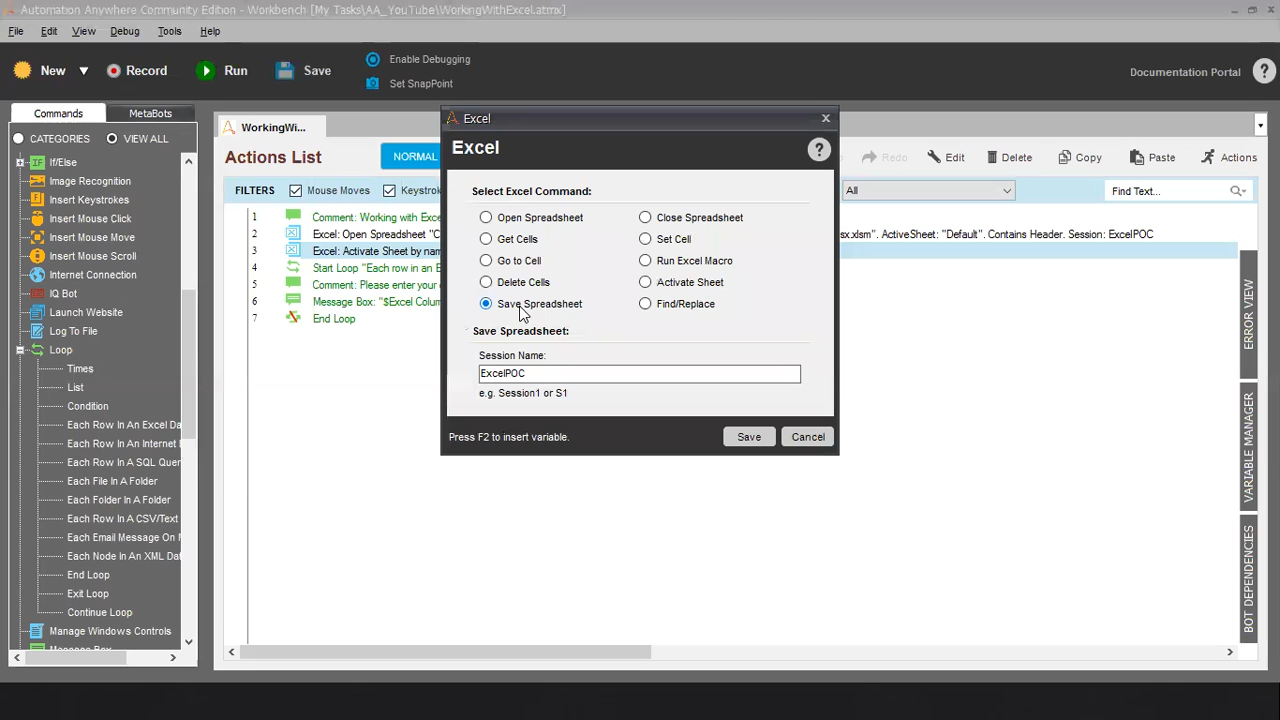 Automation Anywhere Community Edition - Workbench [My Tasks\AA_YouTube\WorkingWithExcel.atmx]
File Edit View Debug Tools Help
New Record Run Save Enable Debugging
Set SnapPoint
Documentation Portal
Commands MetaBots
CATEGORIES VIEW ALL
If/Else
Image Recognition
Insert Keystrokes
Insert Mouse Click
Insert Mouse Move
Insert Mouse Scroll
Internet Connection
IQ Bot
Launch Website
Log To File
Loop
Times
List
Condition
Each Row In An Excel Da
Each Row In An Internet
Each Row In A SQL Quer
Each File In A Folder
Each Folder In A Folder
Each Row In A CSV/Text
Each Email Message On M
Each Node In An XML Dat
End Loop
Exit Loop
Continue Loop
Manage Windows Controls
WorkingWi...
Actions List NORMAL
Redo Edit Delete Copy Paste Actions
FILTERS Mouse Moves Keystro
All Find Text...
1 Comment: Working with Exce
2 Excel: Open Spreadsheet "C
sx.xlsm". ActiveSheet: "Default". Contains Header. Session: ExcelPOC
3 Excel: Activate Sheet by nam
4 Start Loop "Each row in an E
5 Comment: Please enter your
6 Message Box: "$Excel Colum
7 End Loop
Excel
Excel
Select Excel Command:
Open Spreadsheet Close Spreadsheet
Get Cells Set Cell
Go to Cell Run Excel Macro
Delete Cells Activate Sheet
Save Spreadsheet Find/Replace
Save Spreadsheet:
Session Name:
ExcelPOC
e.g. Session1 or S1
Press F2 to insert variable. Save Cancel
ERROR VIEW
VARIABLE MANAGER
BOT DEPENDENCIES